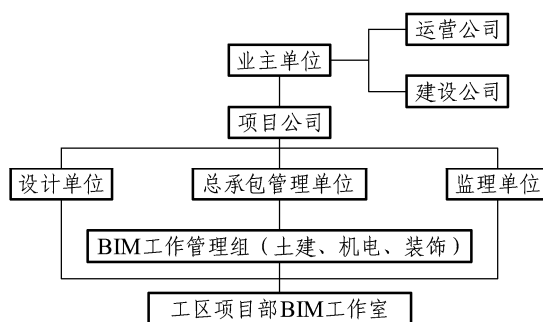 运营公司
业主单位
建设公司
项目公司
设计单位
总承包管理单位
监理单位
BIM工作管理组（土建、机电、装饰）
工区项目部BIM工作室